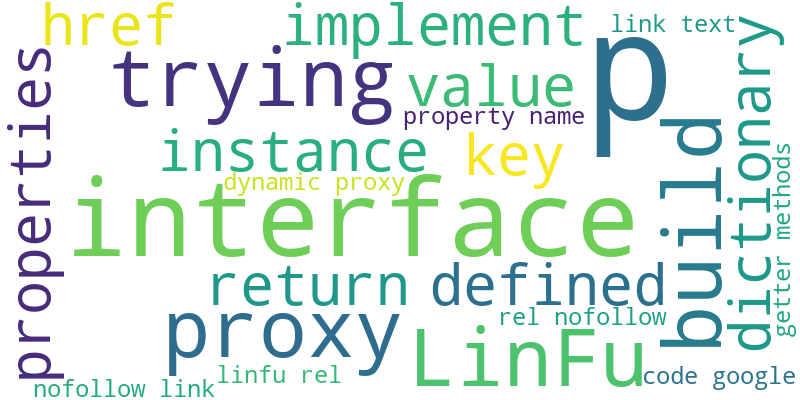 href
implement
link text
p
trying
value
property name
properties
instance
key
build
dictionary
dynamic proxy
getter methods
interface
return
defined
proxy
rel nofollow
LinFu
linfu rel
code google
nofollow link